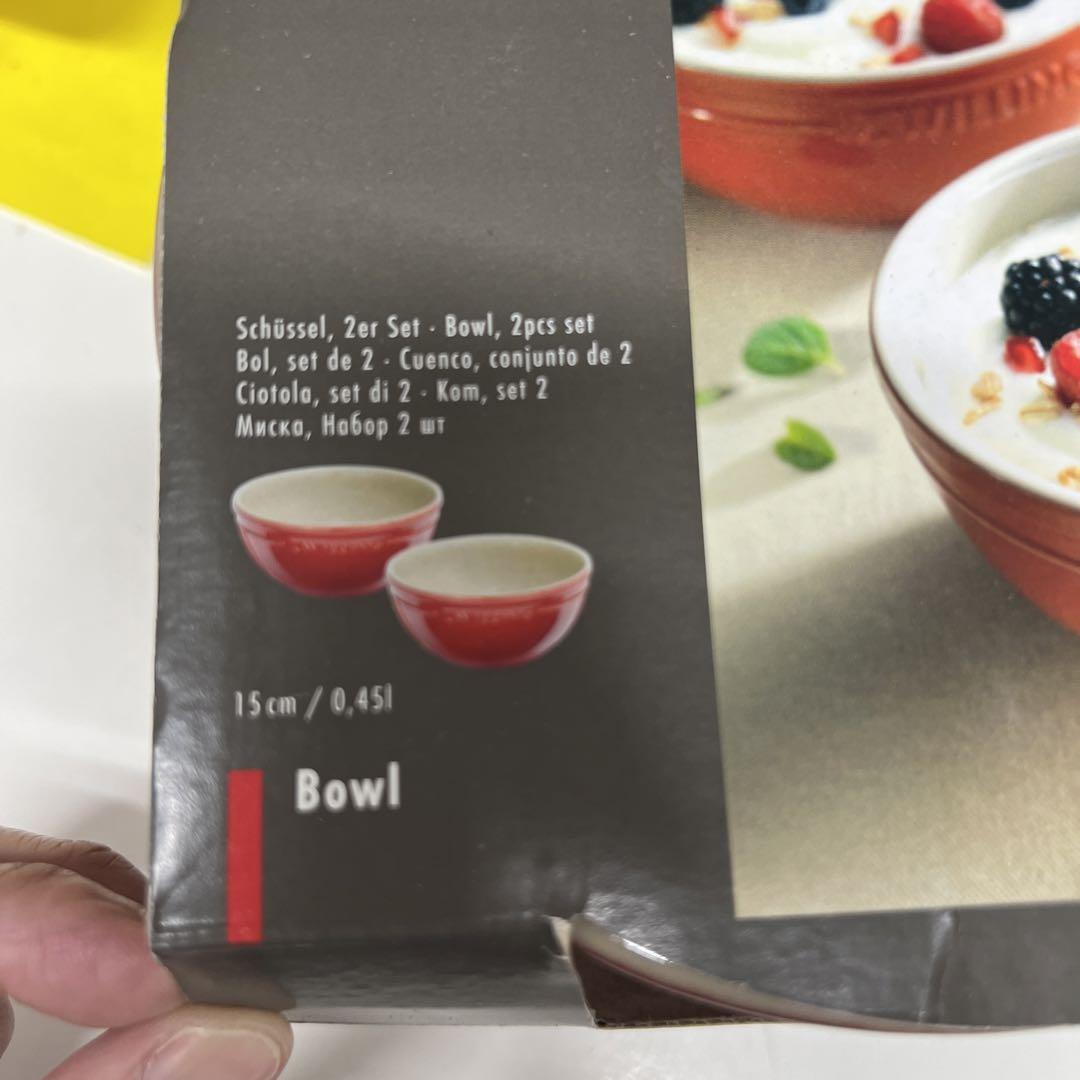 Schüssel, 2er Set · Bowl, 2pcs set
Bol, set de 2 · Cuenco, conjunto de 2
Ciotola, set di 2 · Kom, set 2
Миска, Набор 2 шт
15cm / 0,45l
Bowl